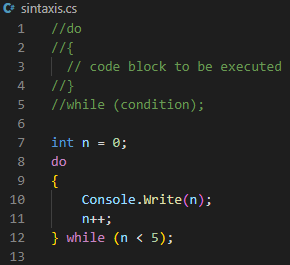 sintaxis.cs
1 //do
2 //{
3 // code block to be executed
4 //}
5 //while (condition);
6
7 int n = 0;
8 do
9 {
10 Console.Write(n);
11 n++;
12 } while (n < 5);
13